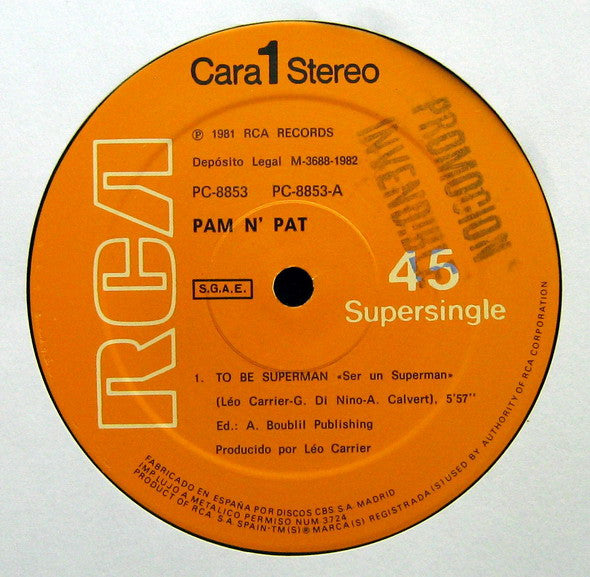 Cara 1 Stereo
℗ 1981 RCA RECORDS
Depósito Legal M-3688-1982
PC-8853 PC-8853-A
PAM N' PAT
PROMOCION
INVENDIBLE
RCA
S.G.A.E.
45
Supersingle
1. TO BE SUPERMAN «Ser un Superman»
(Léo Carrier-G. Di Nino-A. Calvert), 5'57''
Ed.: A. Boublil Publishing
Producido por Léo Carrier
FABRICADO EN ESPAÑA POR DISCOS CBS S.A. MADRID
IMP. LUJO A METALICO PERMISO NUM 3724
PRODUCT OF RCA S.A. SPAIN-TM(S)® MARCA(S) REGISTRADA(S) USED BY AUTHORITY OF RCA CORPORATION